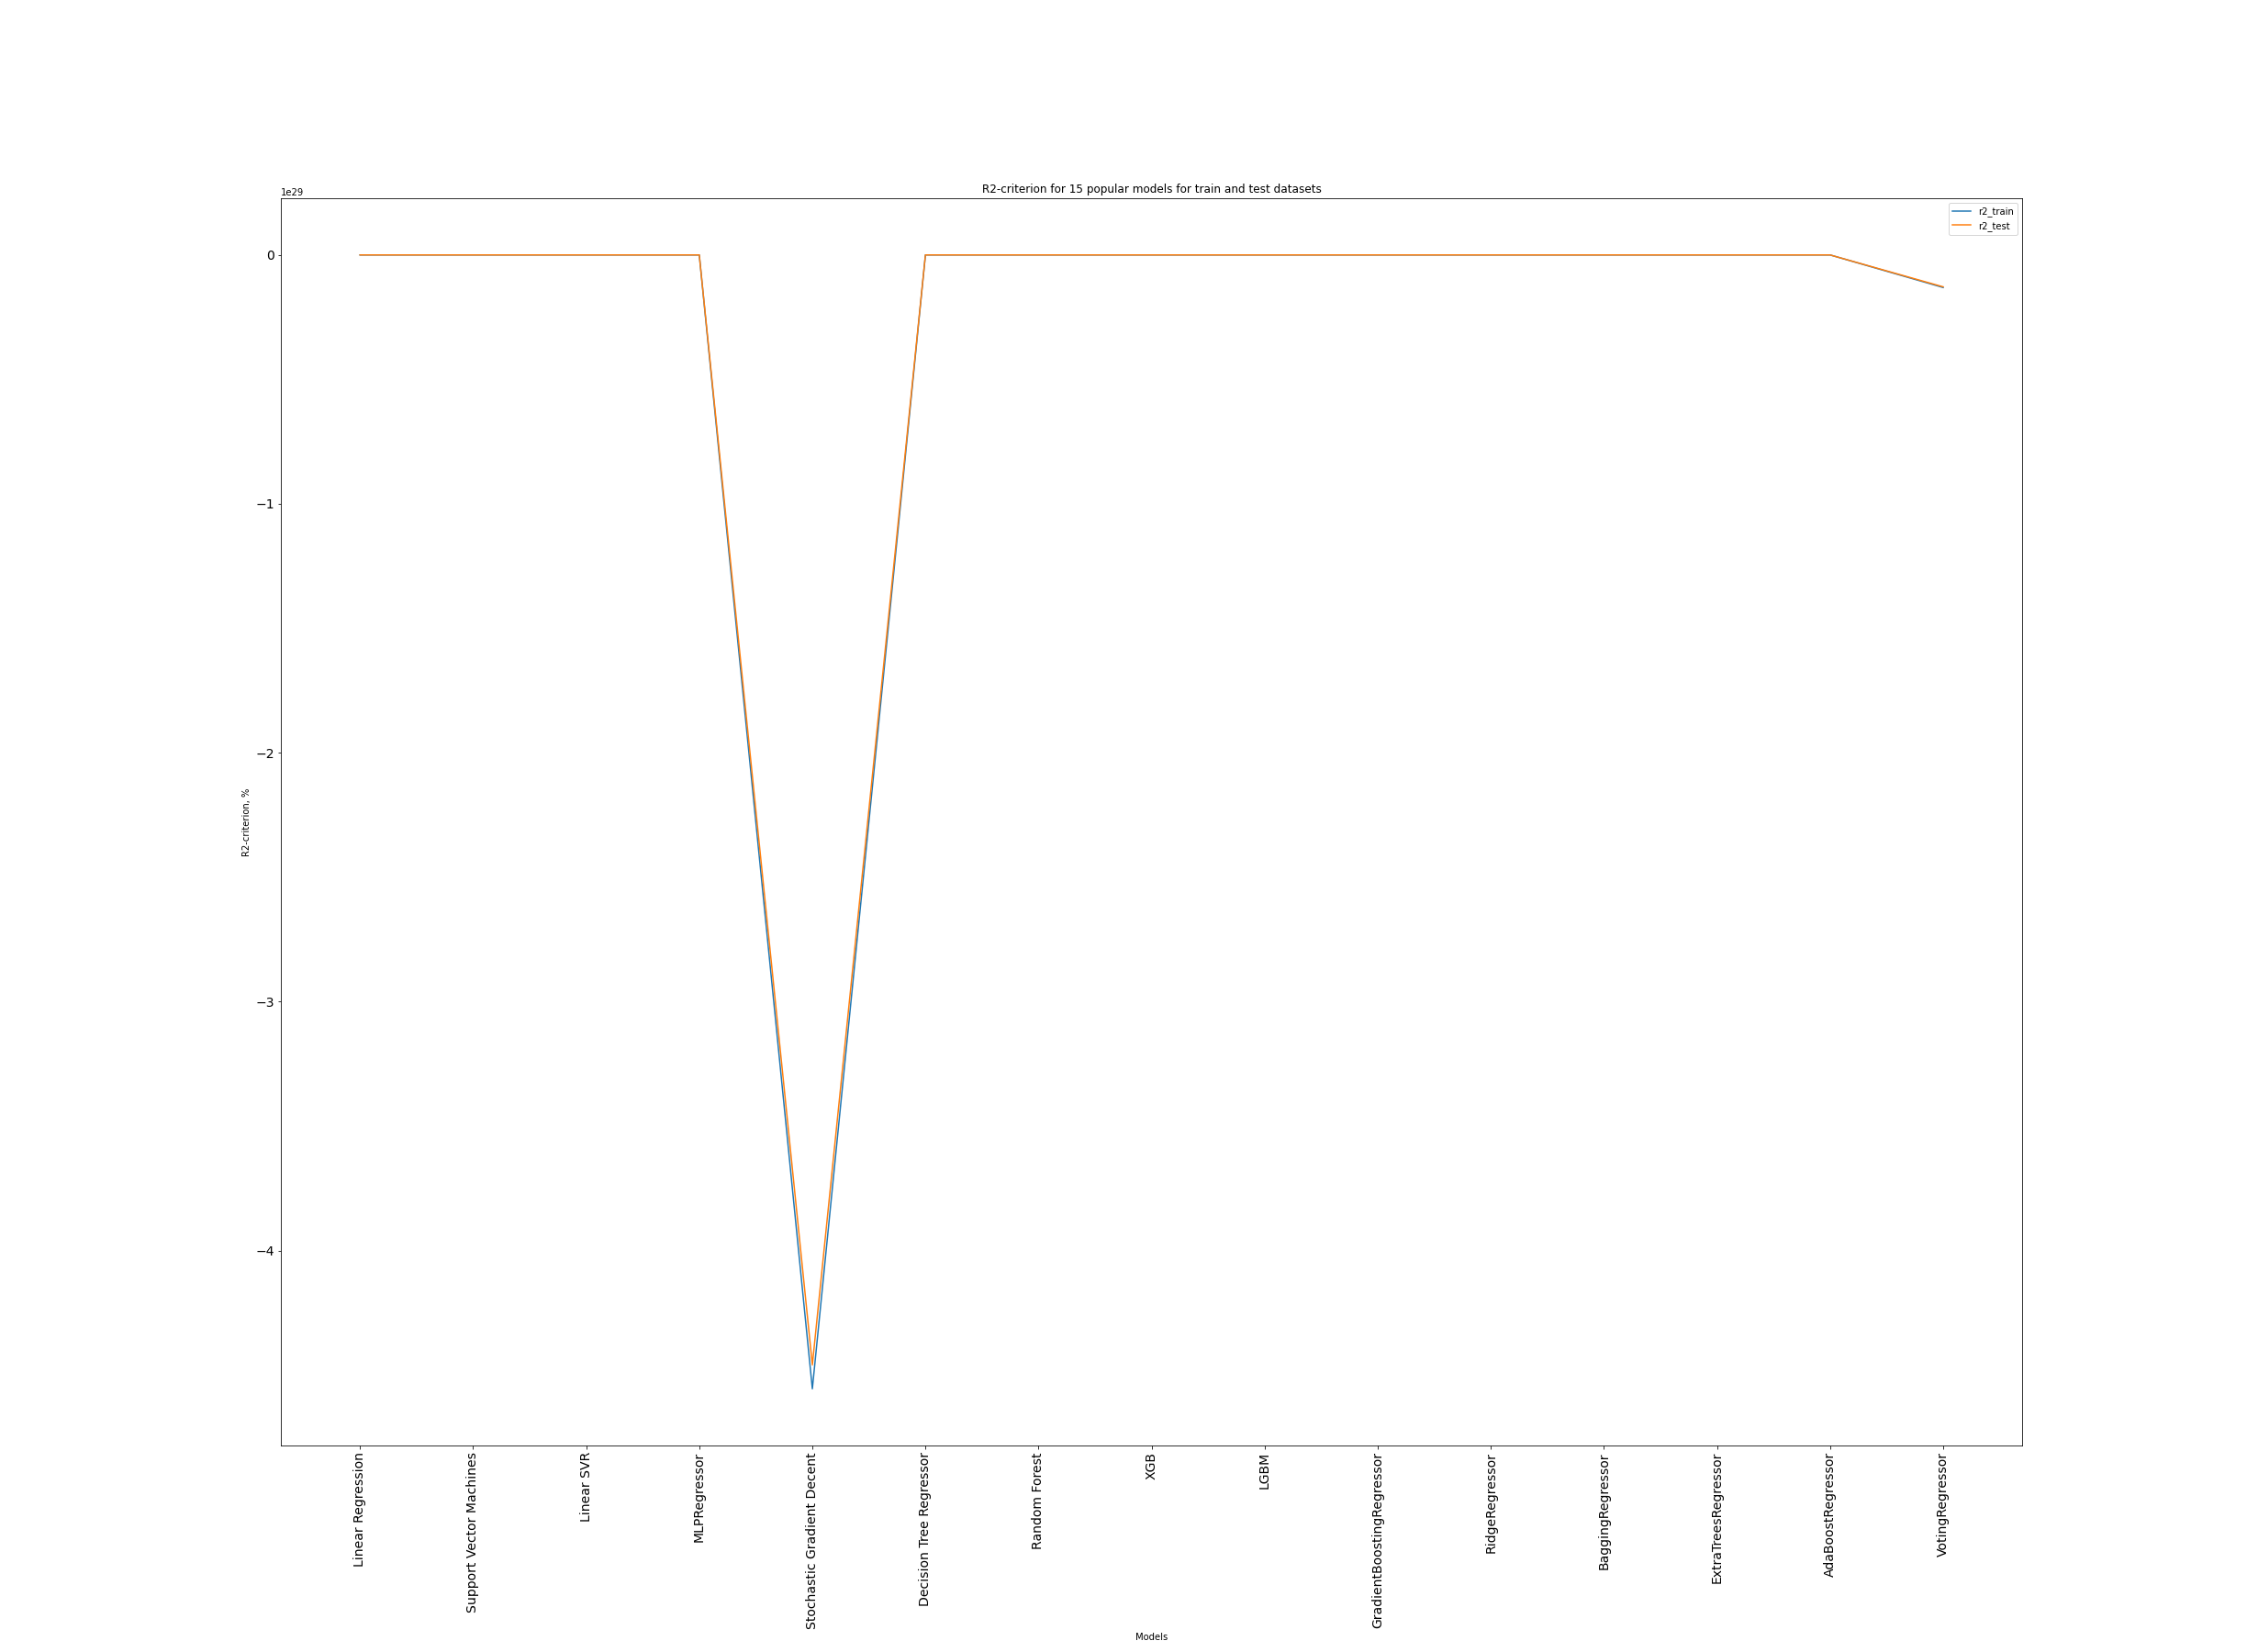 R2-criterion for 15 popular models for train and test datasets
1e29
r2_train
r2_test
0
−1
−2
−3
−4
R2-criterion, %
Linear Regression
Support Vector Machines
Linear SVR
MLPRegressor
Stochastic Gradient Decent
Decision Tree Regressor
Random Forest
XGB
LGBM
GradientBoostingRegressor
RidgeRegressor
BaggingRegressor
ExtraTreesRegressor
AdaBoostRegressor
VotingRegressor
Models